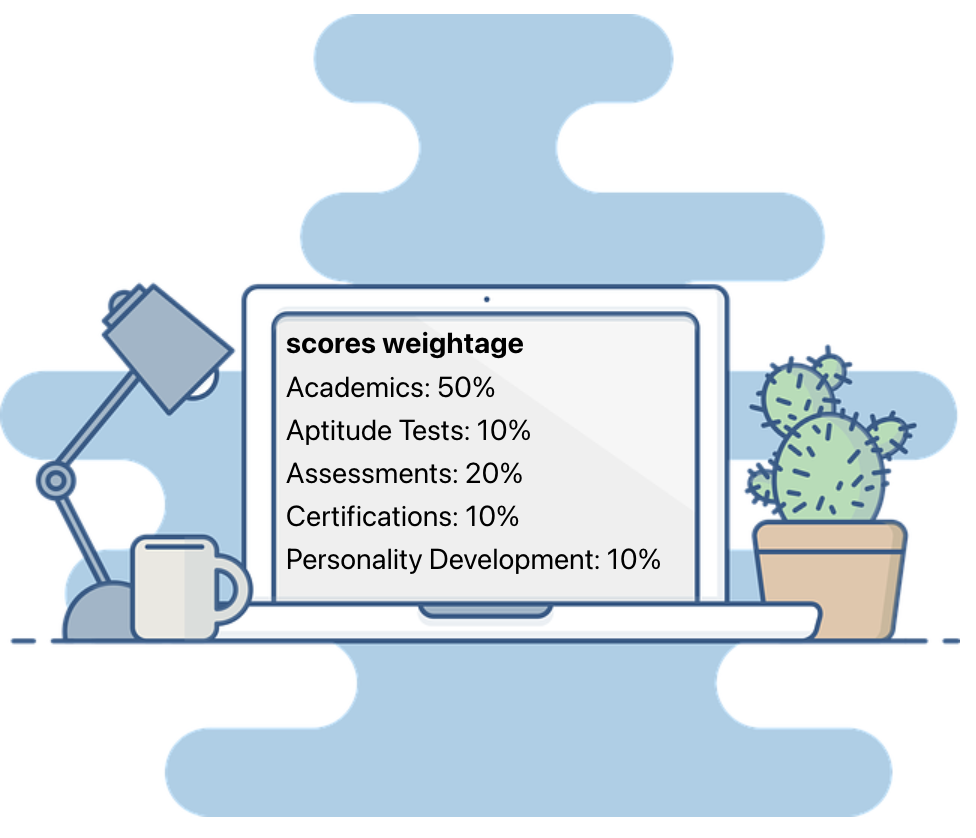 scores weightage
Academics: 50%
Aptitude Tests: 10%
Assessments: 20%
Certifications: 10%
Personality Development: 10%